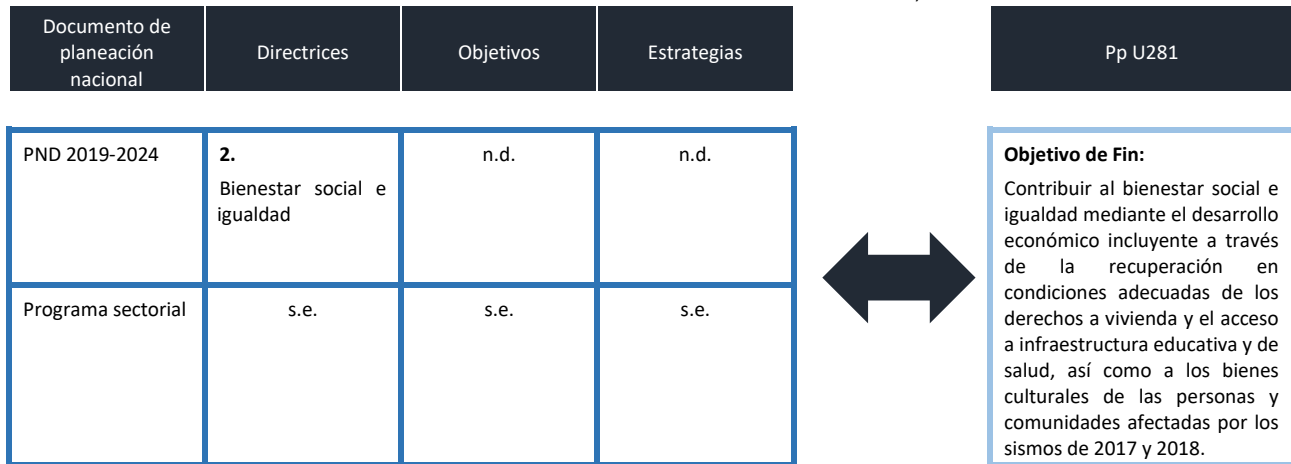 Documento de
planeación
nacional
Directrices
Objetivos
Estrategias
Pp U281
PND 2019-2024
2.
Bienestar social e
igualdad
n.d.
n.d.
Programa sectorial
s.e.
s.e.
s.e.
Objetivo de Fin:
Contribuir al bienestar social e
igualdad mediante el desarrollo
económico incluyente a través
de la recuperación en
condiciones adecuadas de los
derechos a vivienda y el acceso
a infraestructura educativa y de
salud, así como a los bienes
culturales de las personas y
comunidades afectadas por los
sismos de 2017 y 2018.